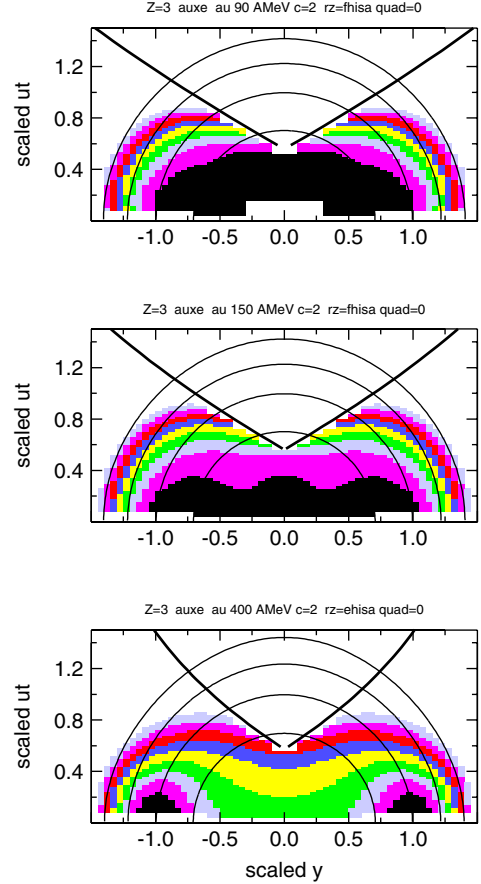 Z=3 auxe au 90 AMeV c=2 rz=fhisa quad=0
scaled ut
1.2
0.8
0.4
-1.0 -0.5 0.0 0.5 1.0
Z=3 auxe au 150 AMeV c=2 rz=fhisa quad=0
scaled ut
1.2
0.8
0.4
-1.0 -0.5 0.0 0.5 1.0
Z=3 auxe au 400 AMeV c=2 rz=ehisa quad=0
scaled ut
1.2
0.8
0.4
-1.0 -0.5 0.0 0.5 1.0
scaled y